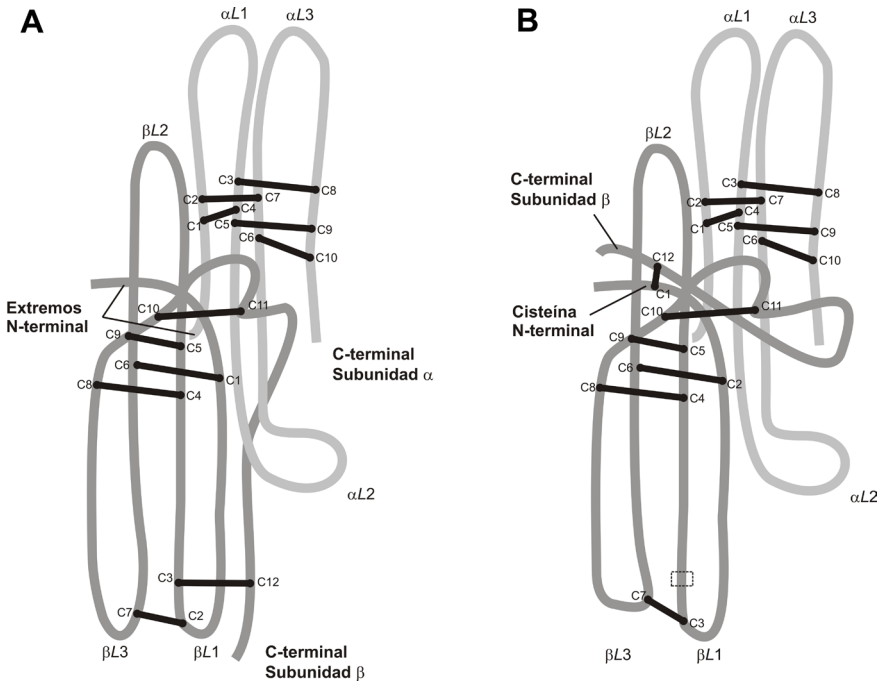 A
αL1
αL3
βL2
C3
C8
C2
C7
C4
C1
C5
C9
C6
C10
Extremos
N-terminal
C10
C11
C9
C5
C6
C1
C8
C4
C-terminal
Subunidad α
αL2
C3
C12
C7
C2
βL3
βL1
C-terminal
Subunidad β
B
αL1
αL3
βL2
C-terminal
Subunidad β
C3
C8
C2
C7
C4
C1
C5
C9
C6
C10
C12
C1
Cisteína
N-terminal
C10
C11
C9
C5
C6
C2
C8
C4
αL2
C7
C3
βL3
βL1